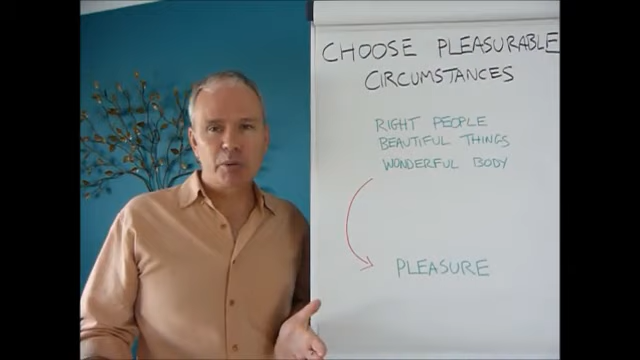 CHOOSE PLEASURABLE
CIRCUMSTANCES
RIGHT PEOPLE
BEAUTIFUL THINGS
WONDERFUL BODY
PLEASURE